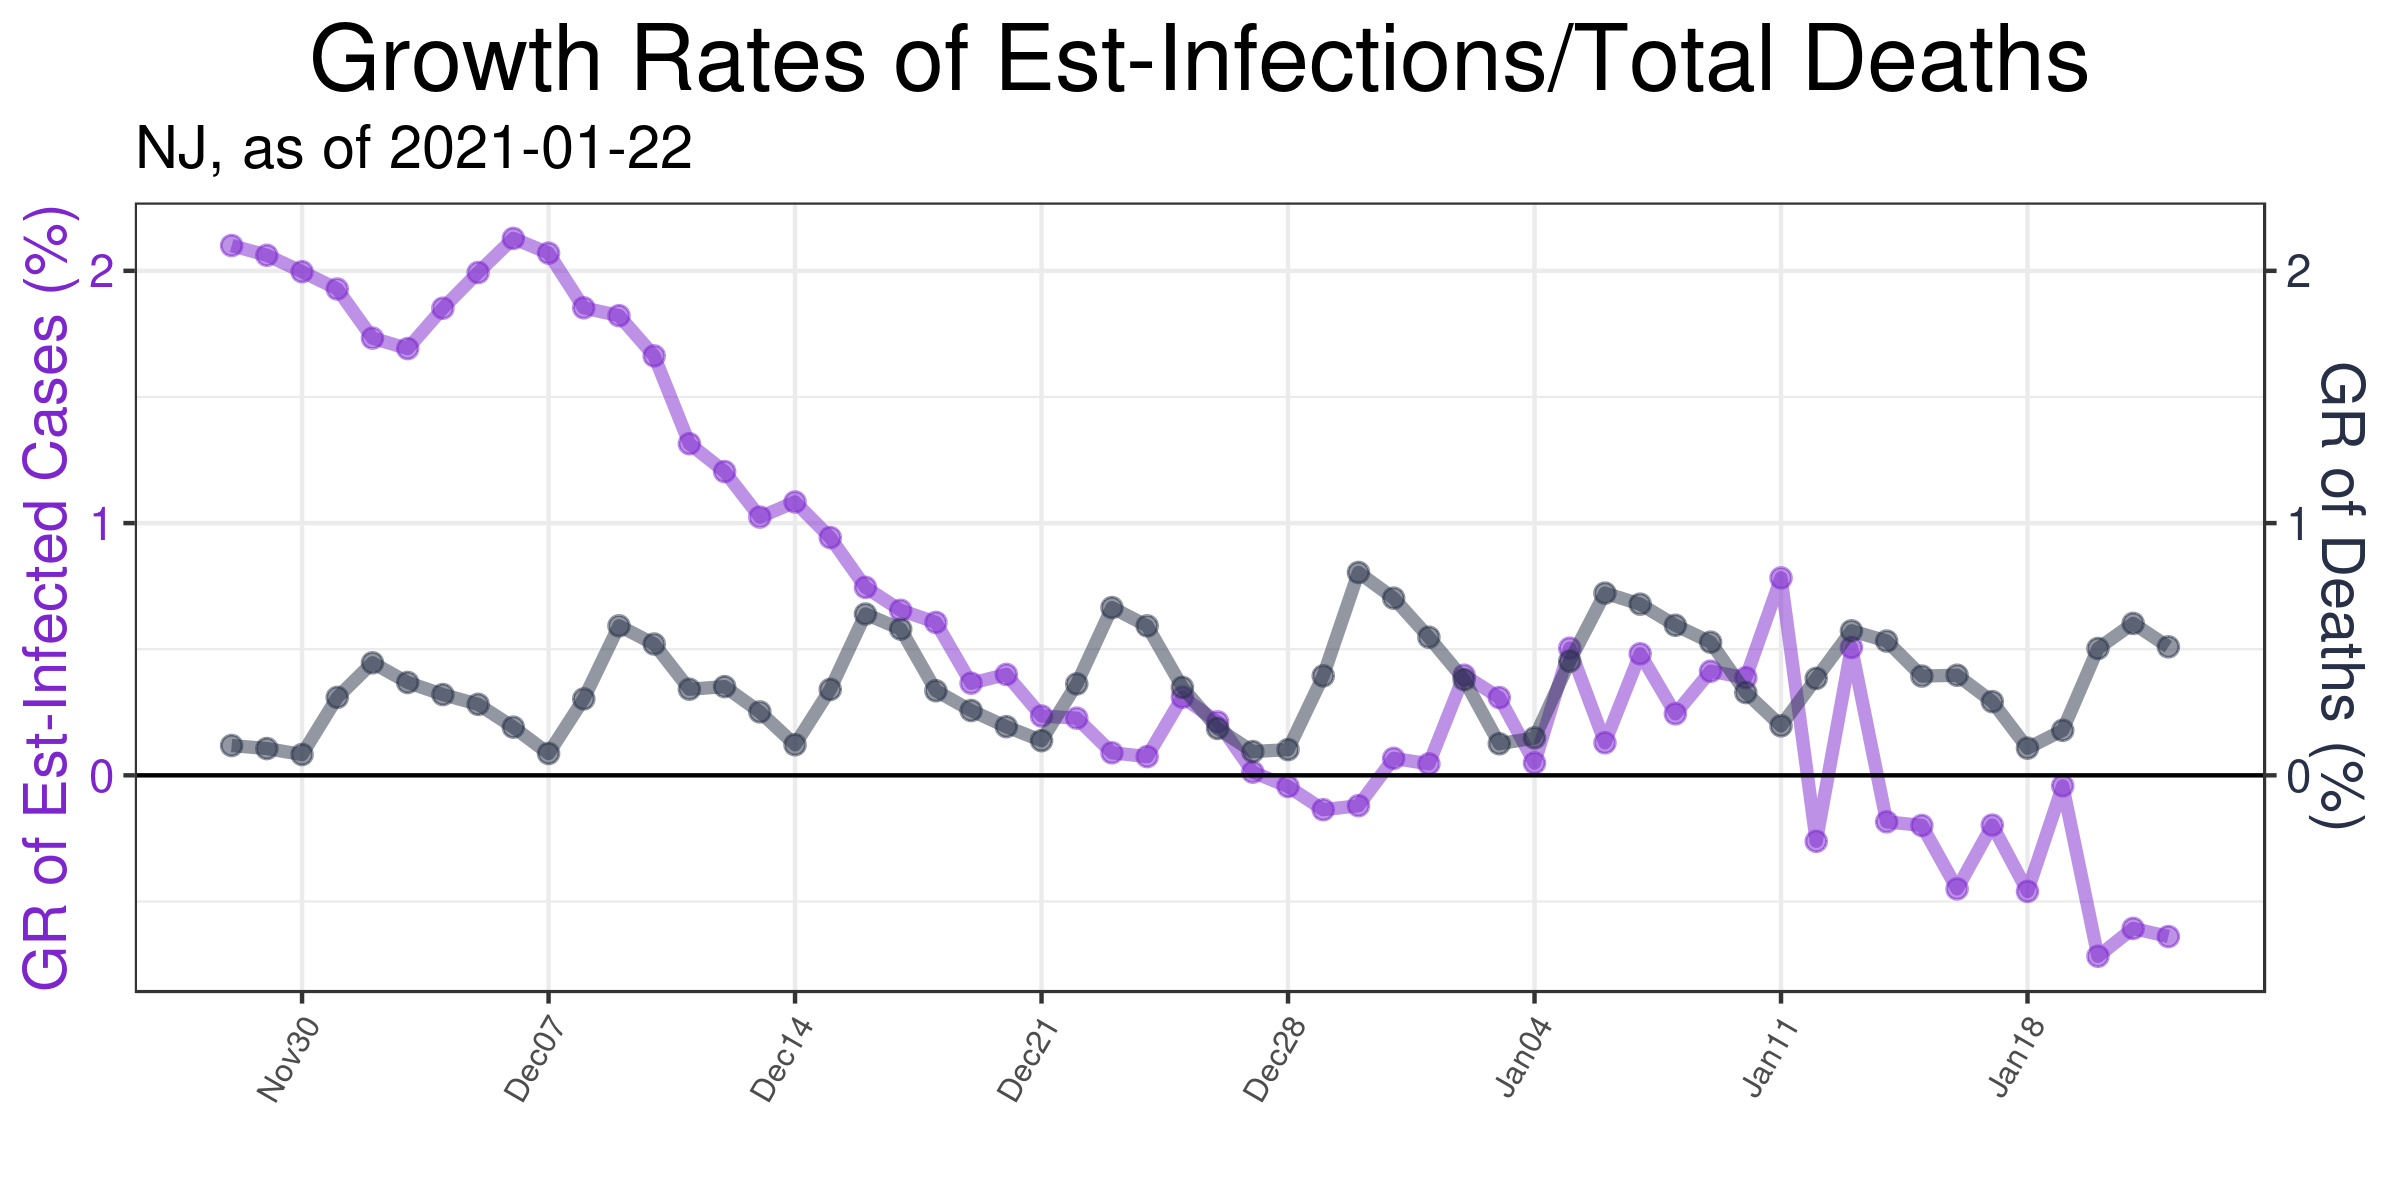 Growth Rates of Est-Infections/Total Deaths
NJ, as of 2021-01-22
GR of Est-Infected Cases (%)
2
1
0
2
1
0
GR of Deaths (%)
Nov30
Dec07
Dec14
Dec21
Dec28
Jan04
Jan11
Jan18